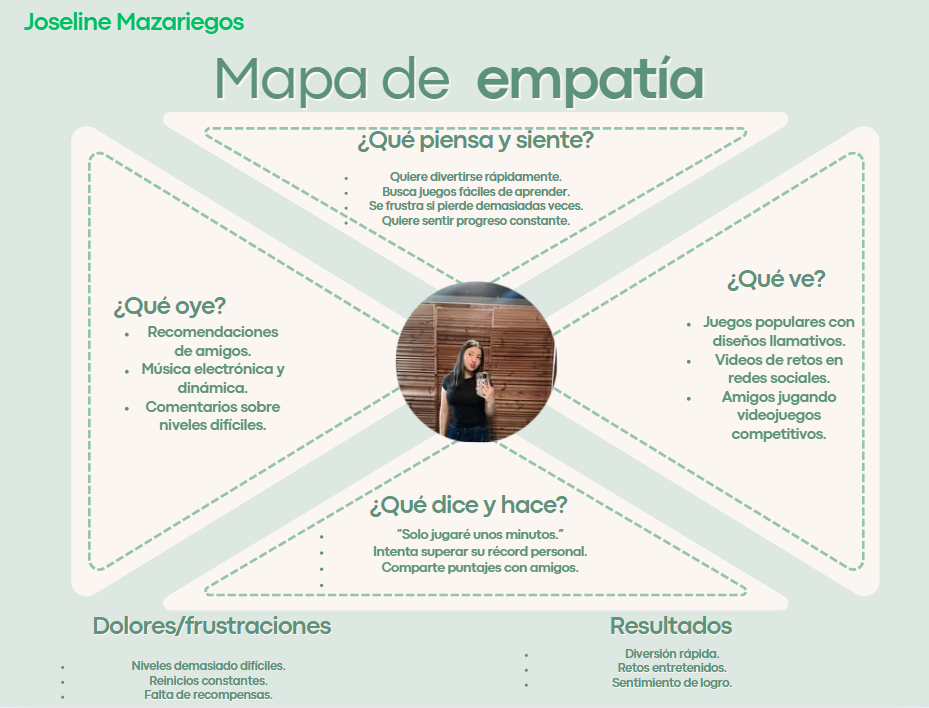 Joseline Mazariegos
Mapa de empatía
¿Qué piensa y siente?
• Quiere divertirse rápidamente.
• Busca juegos fáciles de aprender.
• Se frustra si pierde demasiadas veces.
• Quiere sentir progreso constante.
¿Qué oye?
• Recomendaciones
de amigos.
• Música electrónica y
dinámica.
• Comentarios sobre
niveles difíciles.
¿Qué ve?
• Juegos populares con
diseños llamativos.
• Videos de retos en
redes sociales.
• Amigos jugando
videojuegos
competitivos.
¿Qué dice y hace?
• “Solo jugaré unos minutos.”
• Intenta superar su récord personal.
• Comparte puntajes con amigos.
•
Dolores/frustraciones
• Niveles demasiado difíciles.
• Reinicios constantes.
• Falta de recompensas.
Resultados
• Diversión rápida.
• Retos entretenidos.
• Sentimiento de logro.